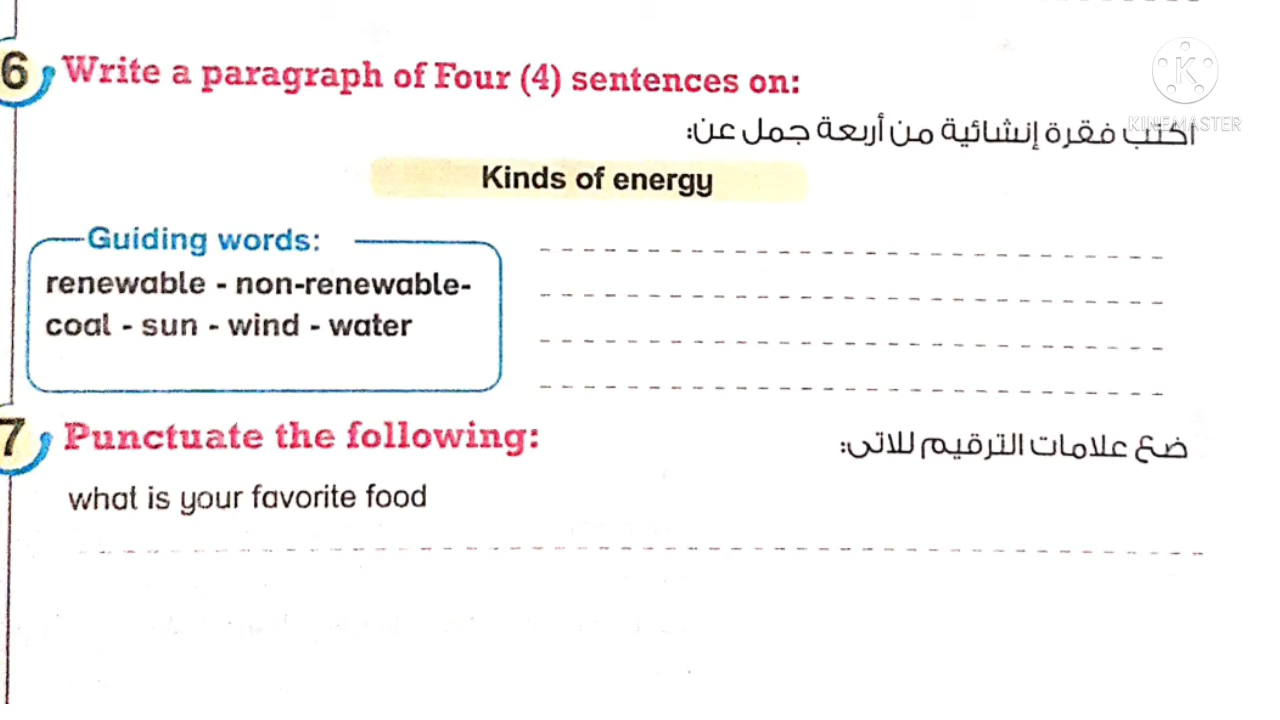 KINEMASTER
6 Write a paragraph of Four (4) sentences on:
اكتب فقرة إنشائية من أربعة جمل عن:
Kinds of energy
Guiding words:
renewable - non-renewable-
coal - sun - wind - water
7 Punctuate the following:
ضع علامات الترقيم للاتى:
what is your favorite food